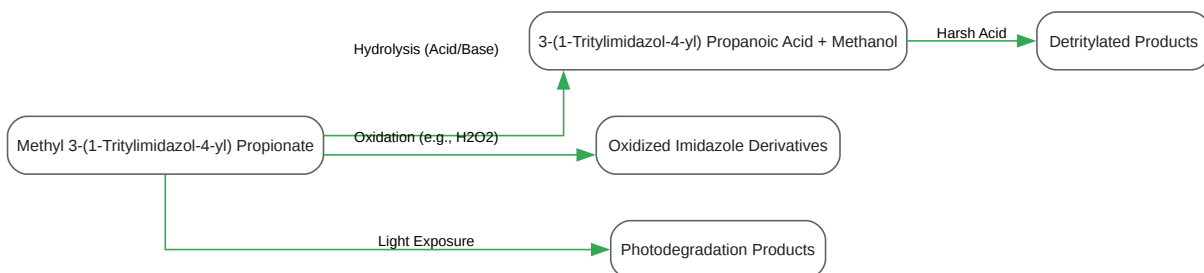 Hydrolysis (Acid/Base)
3-(1-Tritylimidazol-4-yl) Propanoic Acid + Methanol
Harsh Acid
Detritylated Products
Methyl 3-(1-Tritylimidazol-4-yl) Propionate
Oxidation (e.g., H2O2)
Oxidized Imidazole Derivatives
Light Exposure
Photodegradation Products